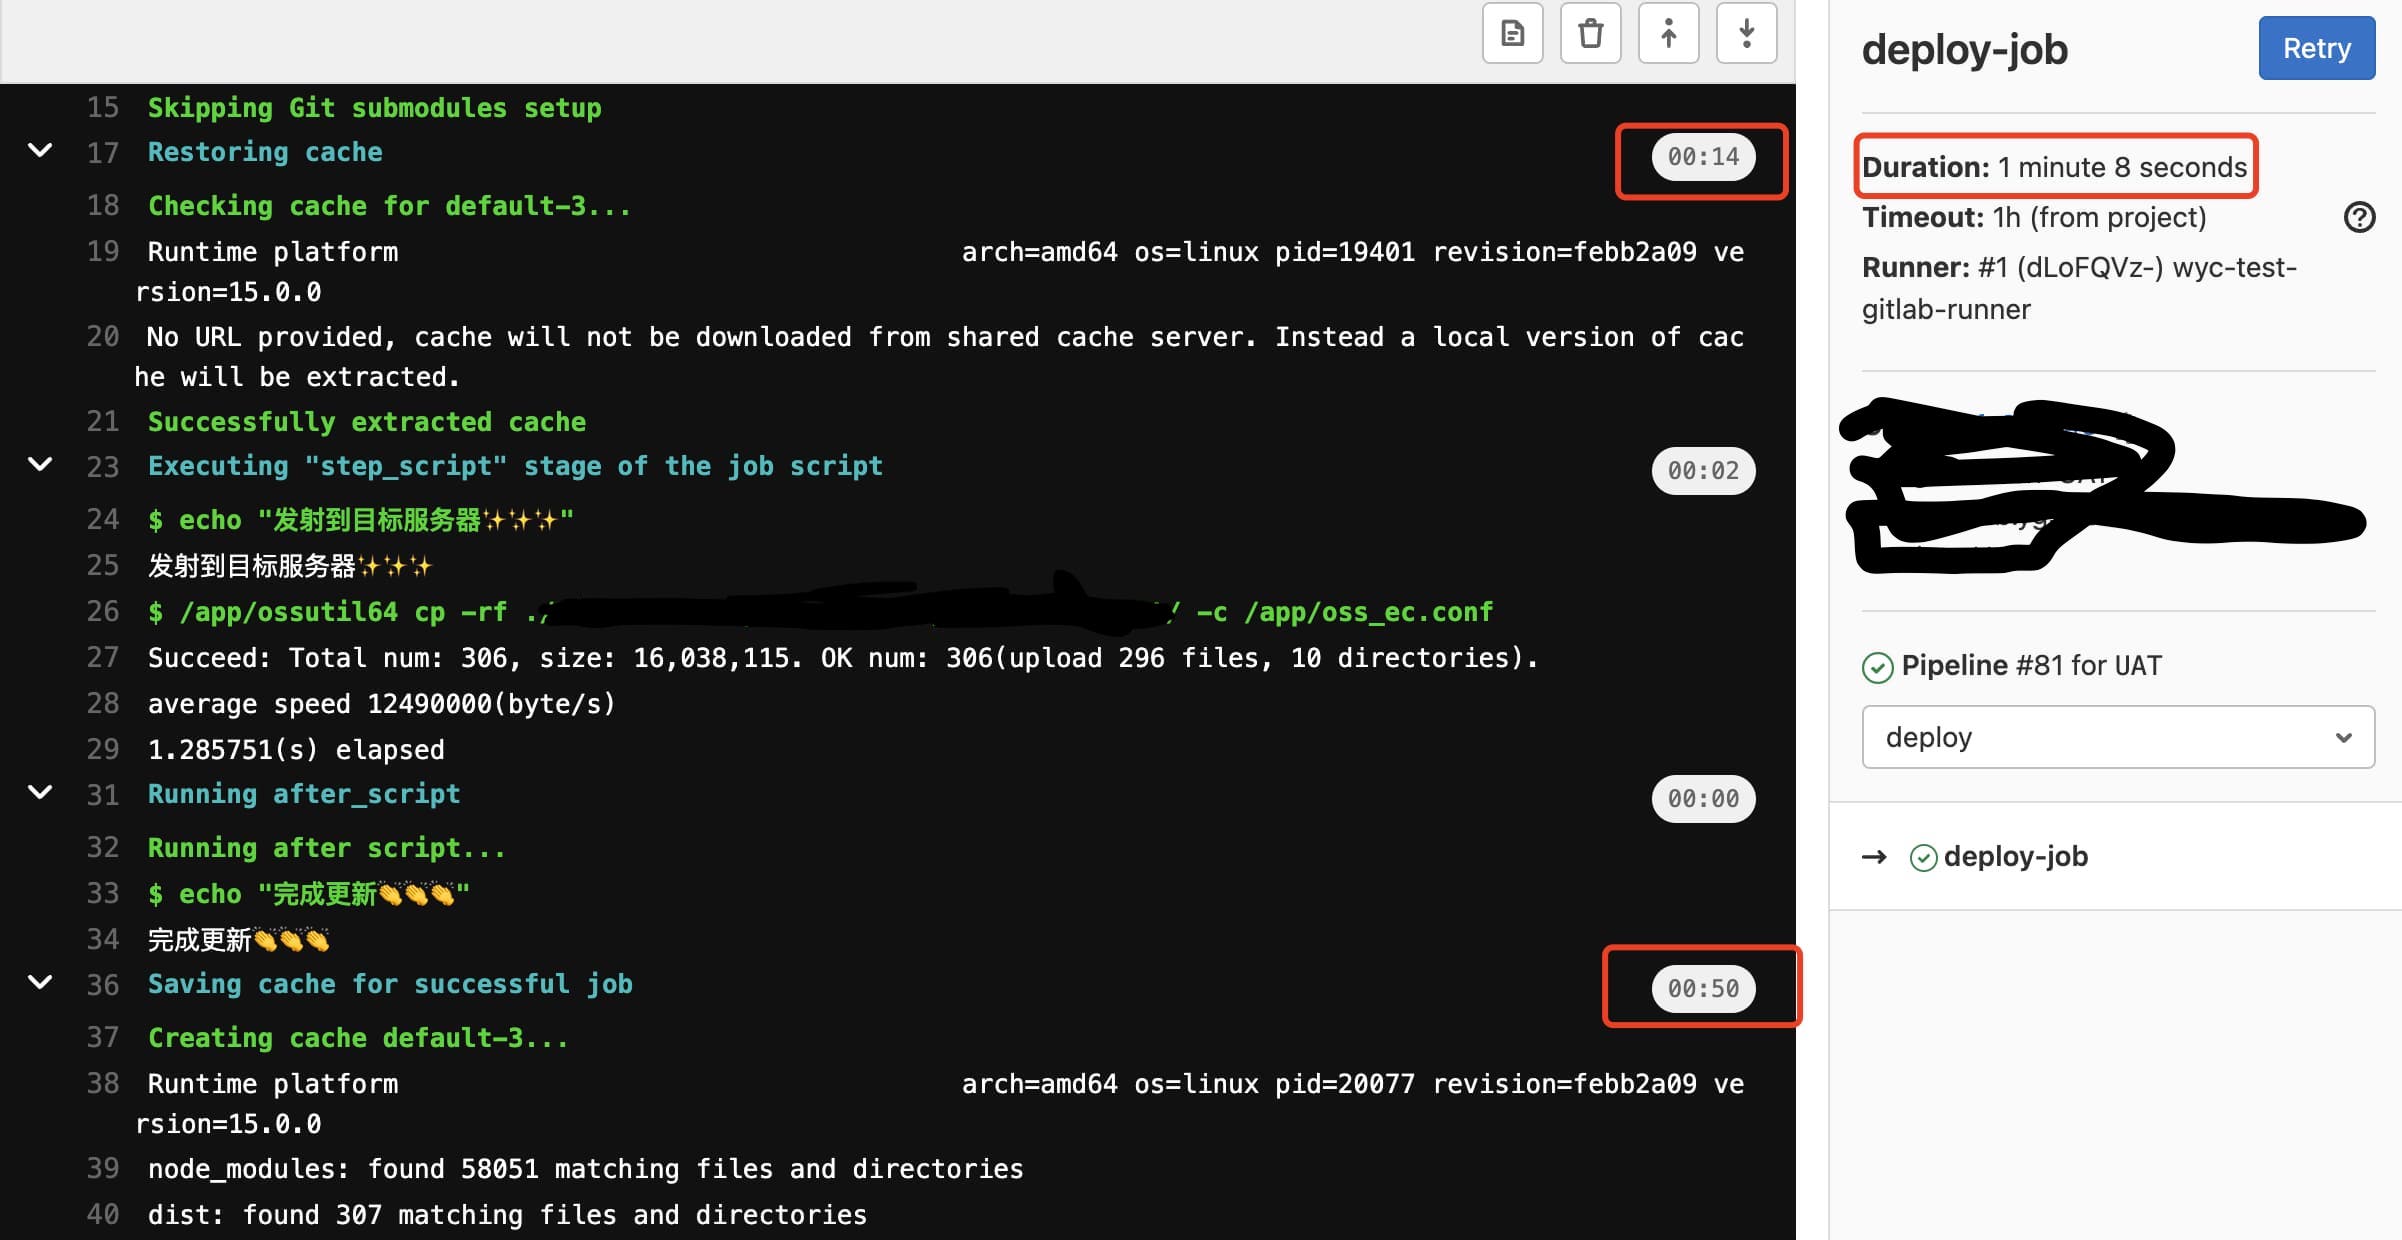 15 Skipping Git submodules setup
17 Restoring cache 00:14
18 Checking cache for default-3...
19 Runtime platform arch=amd64 os=linux pid=19401 revision=febb2a09 ve
rsion=15.0.0
20 No URL provided, cache will not be downloaded from shared cache server. Instead a local version of cac
he will be extracted.
21 Successfully extracted cache
23 Executing "step_script" stage of the job script 00:02
24 $ echo "发射到目标服务器✨✨✨"
25 发射到目标服务器✨✨✨
26 $ /app/ossutil64 cp -rf ./ / -c /app/oss_ec.conf
27 Succeed: Total num: 306, size: 16,038,115. OK num: 306(upload 296 files, 10 directories).
28 average speed 12490000(byte/s)
29 1.285751(s) elapsed
31 Running after_script 00:00
32 Running after script...
33 $ echo "完成更新👏👏👏"
34 完成更新👏👏👏
36 Saving cache for successful job 00:50
37 Creating cache default-3...
38 Runtime platform arch=amd64 os=linux pid=20077 revision=febb2a09 ve
rsion=15.0.0
39 node_modules: found 58051 matching files and directories
40 dist: found 307 matching files and directories
deploy-job
Retry
Duration: 1 minute 8 seconds
Timeout: 1h (from project)
Runner: #1 (dLoFQVz-) wyc-test-
gitlab-runner
Pipeline #81 for UAT
deploy
→ deploy-job